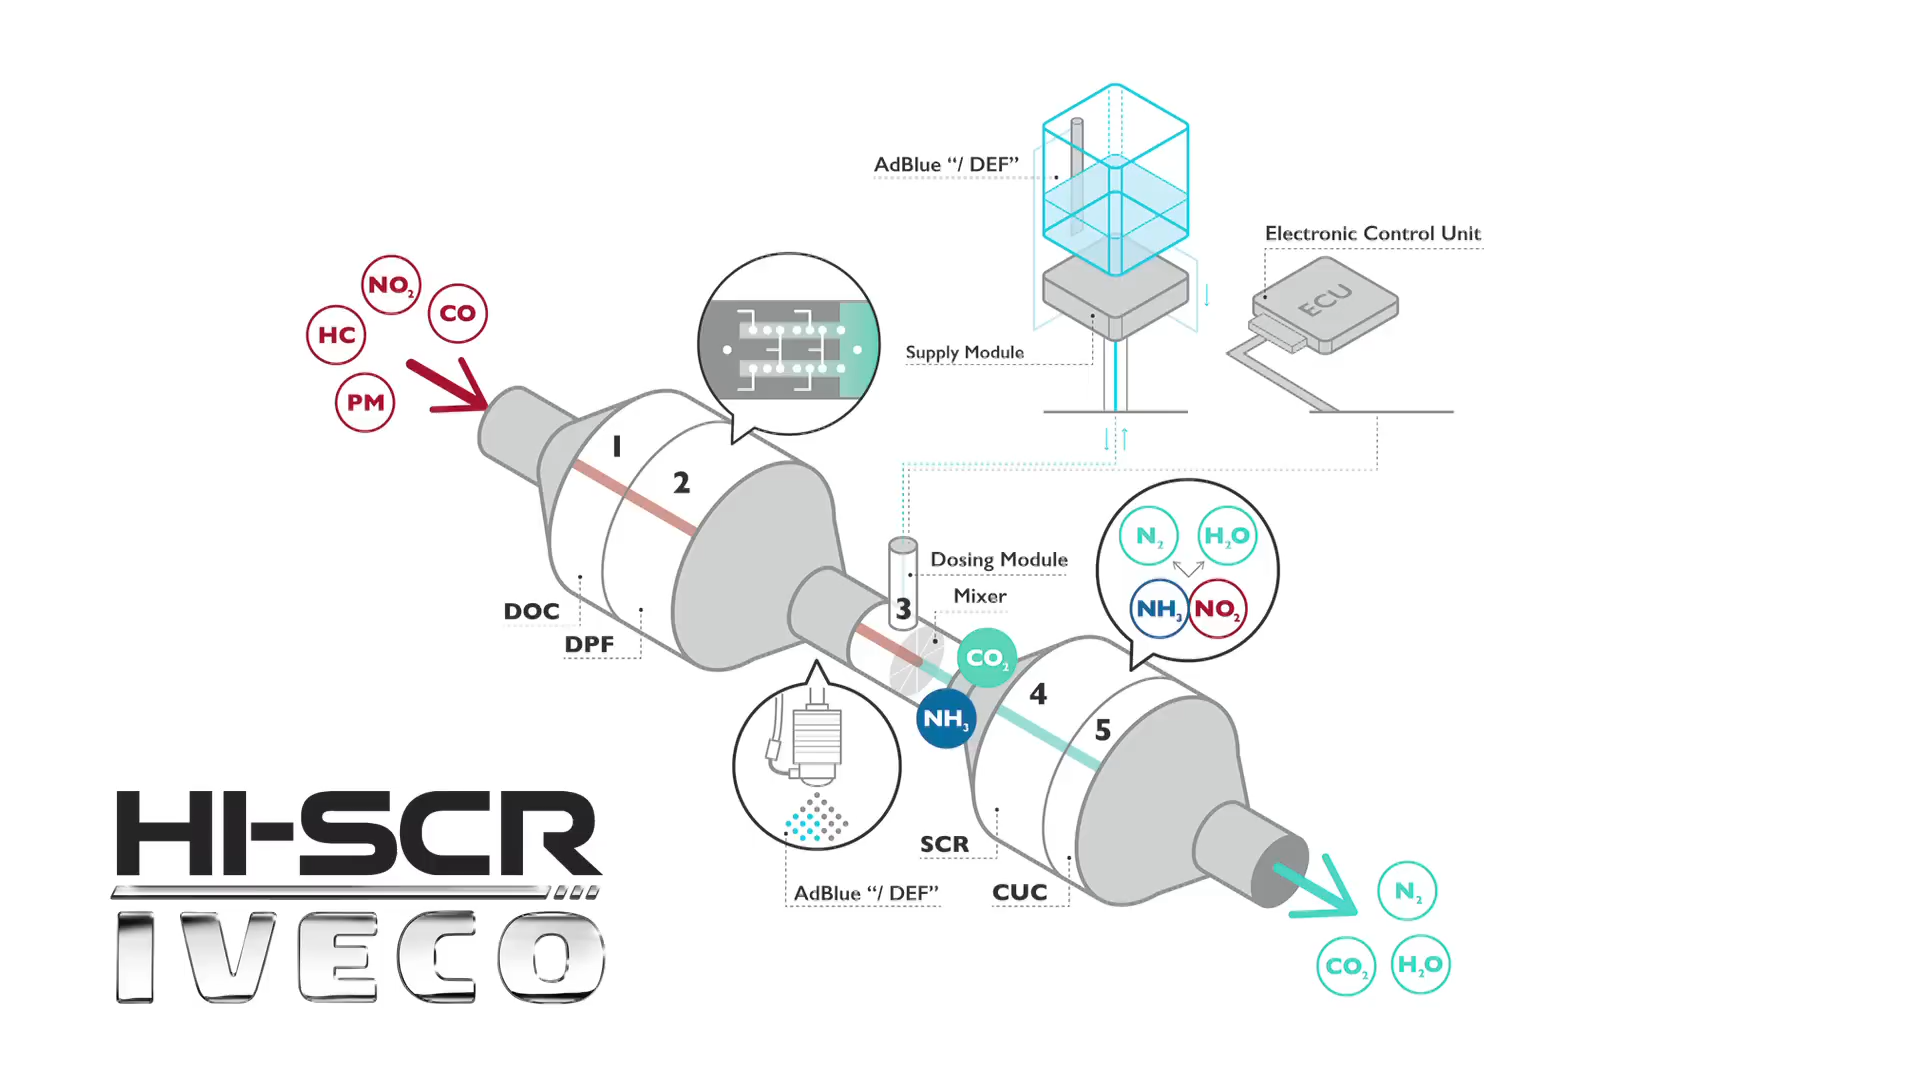 AdBlue “/ DEF”
Electronic Control Unit
ECU
Supply Module
NO₂
CO
HC
PM
1
2
DOC
DPF
Dosing Module
Mixer
3
CO₂
NH₃
N₂
H₂O
NH₃
NO₂
4
5
SCR
CUC
AdBlue “/ DEF”
HI-SCR
IVECO
N₂
CO₂
H₂O